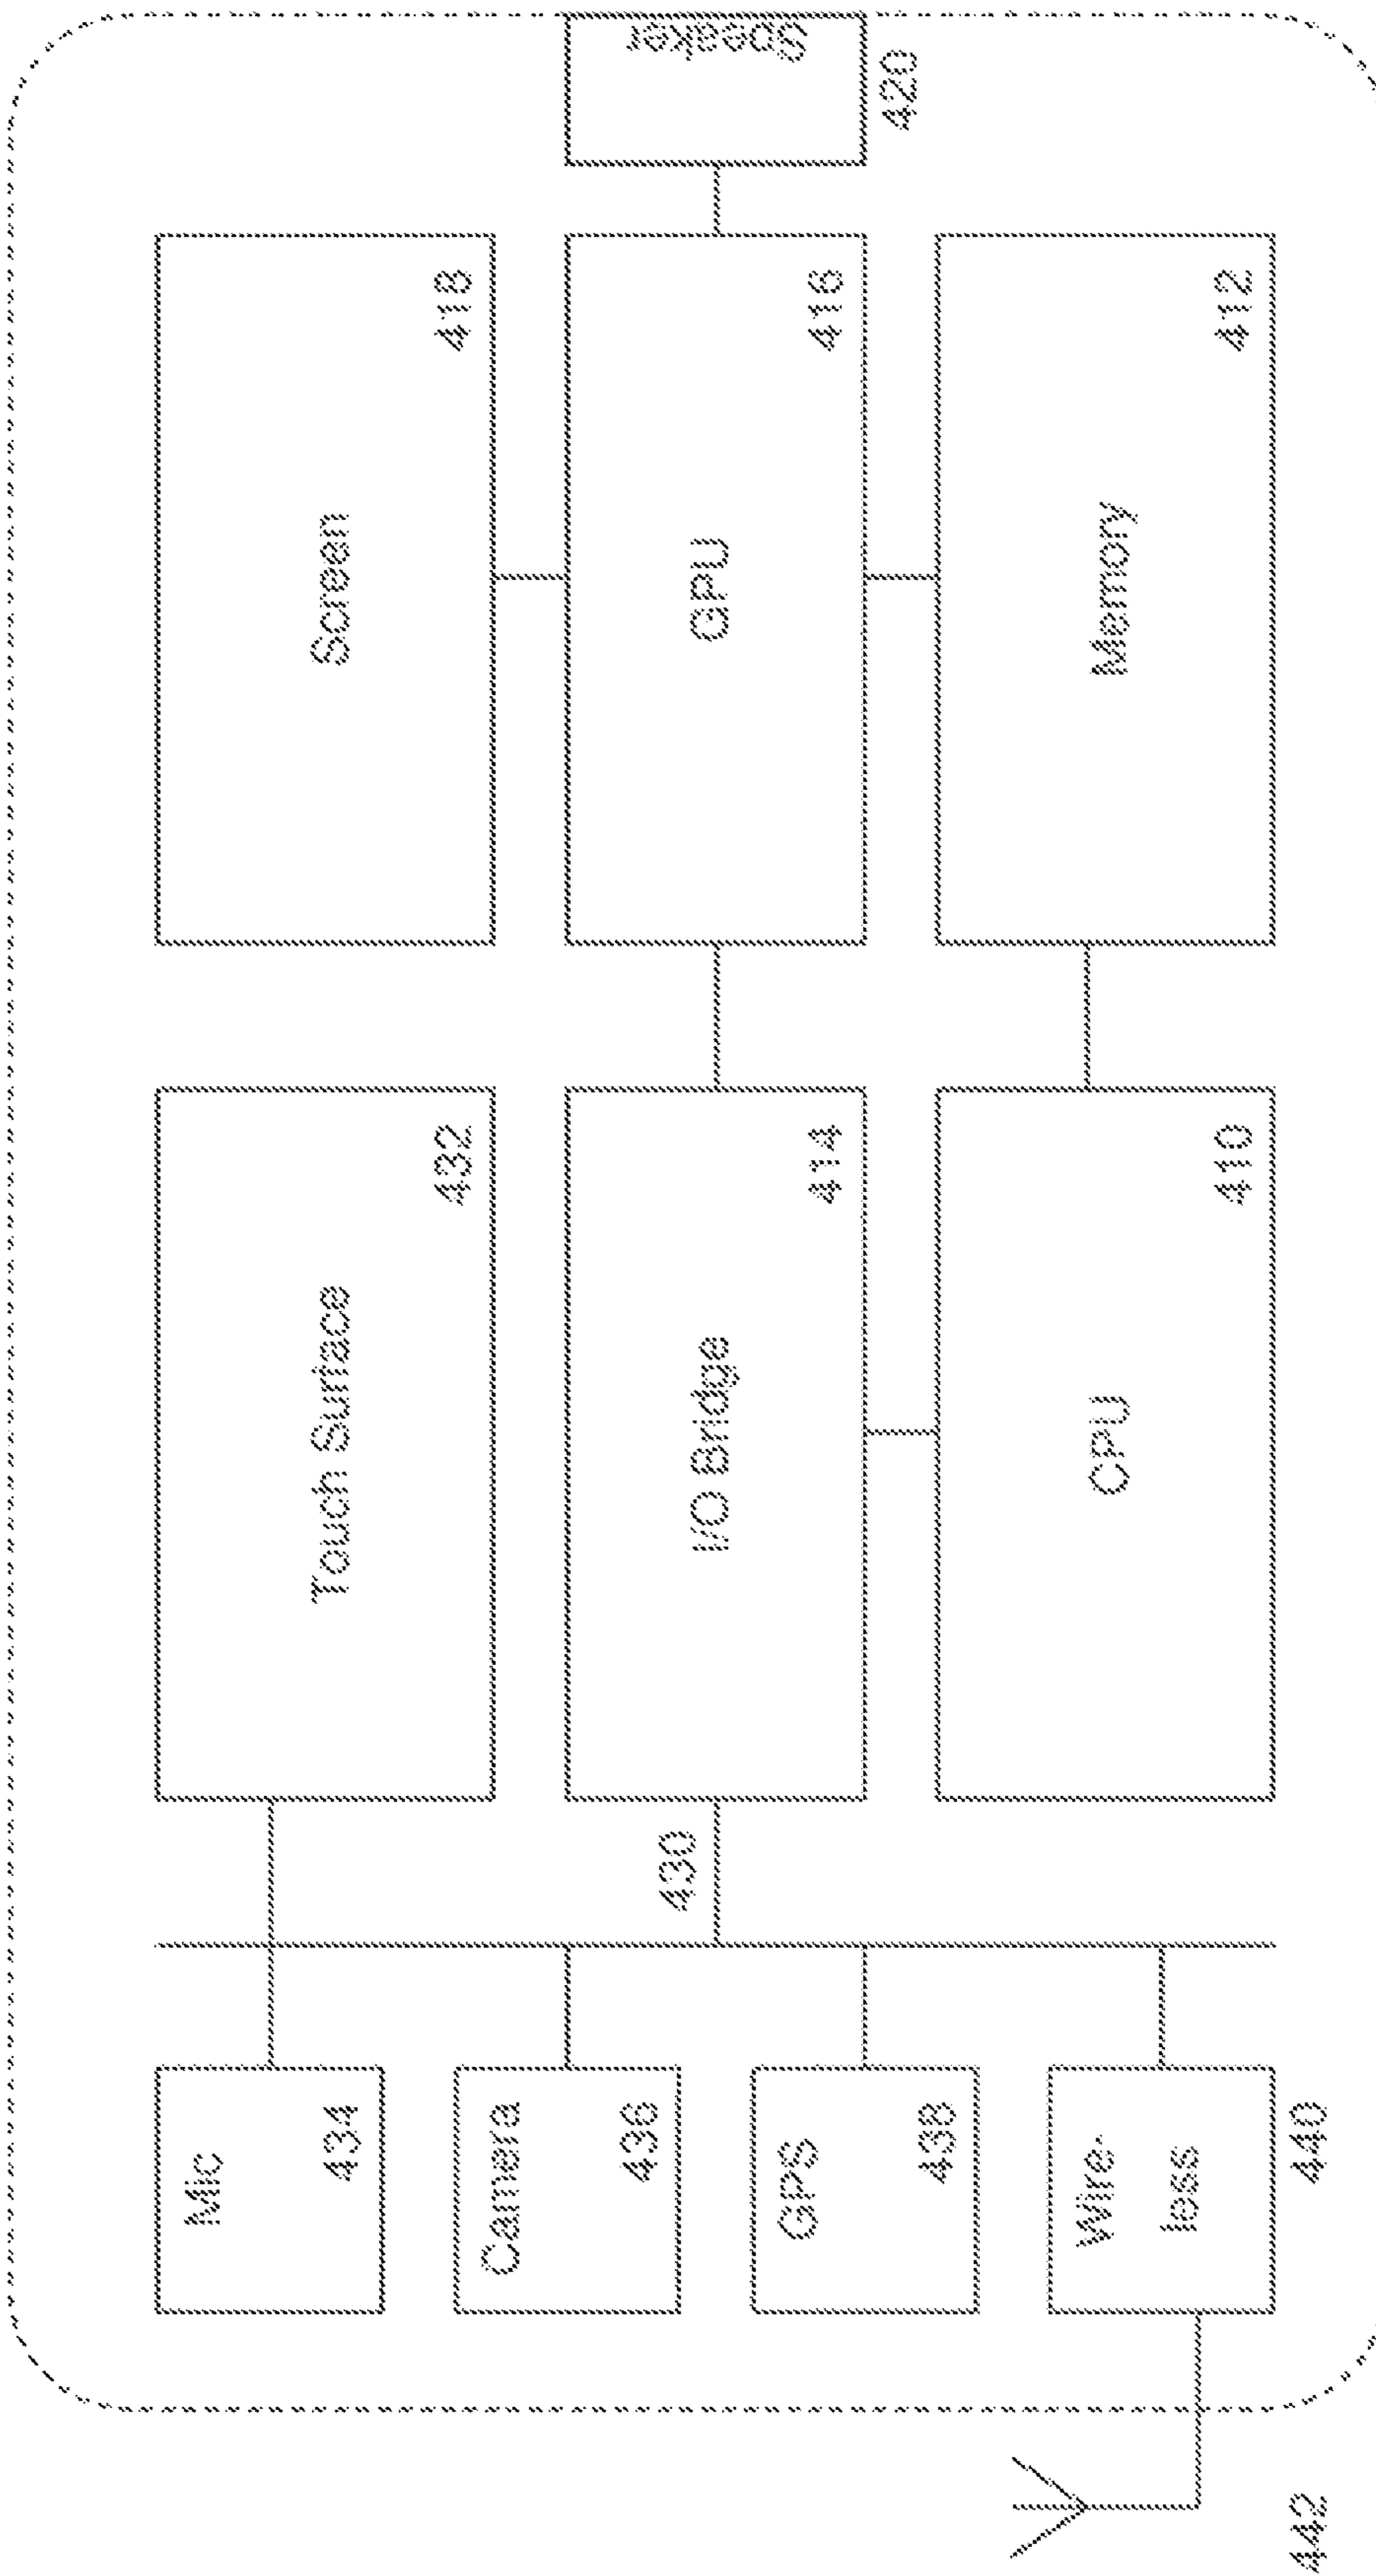 Mic
434
Touch Surface
432
Screen
418
Camera
436
430
I/O Bridge
414
GPU
416
Speaker
420
GPS
438
Wire-
less
440
CPU
410
Memory
412
442